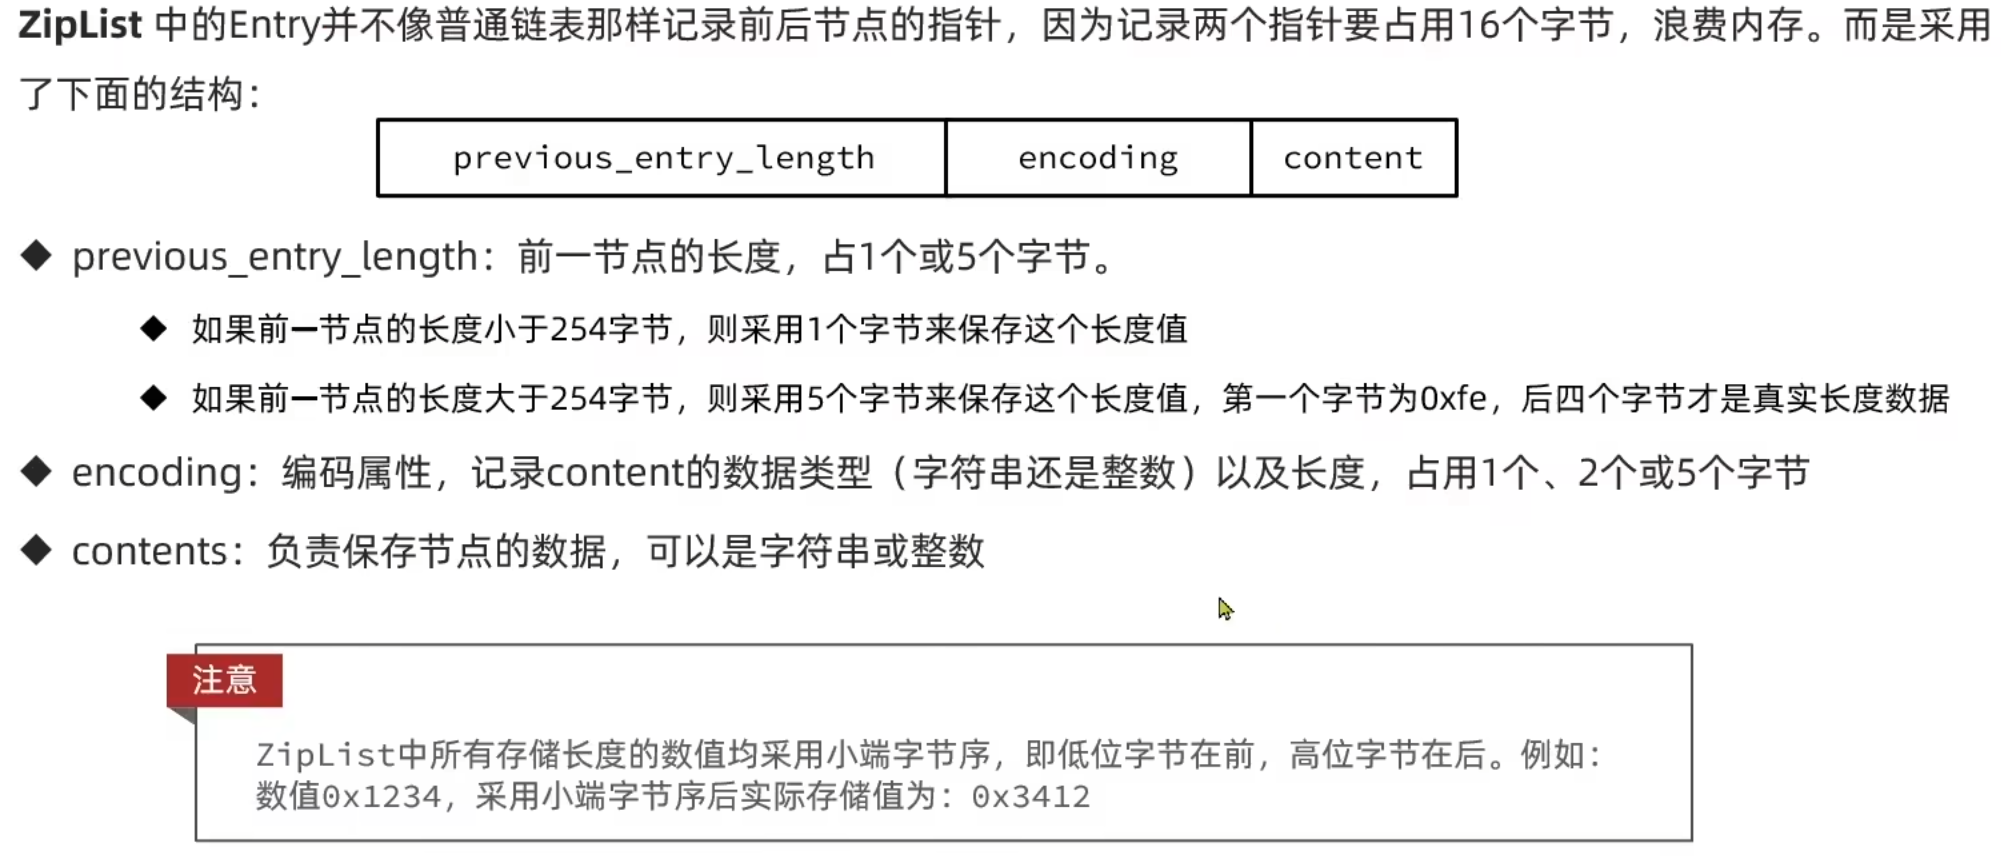 ZipList 中的Entry并不像普通链表那样记录前后节点的指针，因为记录两个指针要占用16个字节，浪费内存。而是采用
了下面的结构：
previous_entry_length encoding content
◆ previous_entry_length：前一节点的长度，占1个或5个字节。
◆ 如果前一节点的长度小于254字节，则采用1个字节来保存这个长度值
◆ 如果前一节点的长度大于254字节，则采用5个字节来保存这个长度值，第一个字节为0xfe，后四个字节才是真实长度数据
◆ encoding：编码属性，记录content的数据类型（字符串还是整数）以及长度，占用1个、2个或5个字节
◆ contents：负责保存节点的数据，可以是字符串或整数
注意
ZipList中所有存储长度的数值均采用小端字节序，即低位字节在前，高位字节在后。例如：
数值0x1234，采用小端字节序后实际存储值为：0x3412